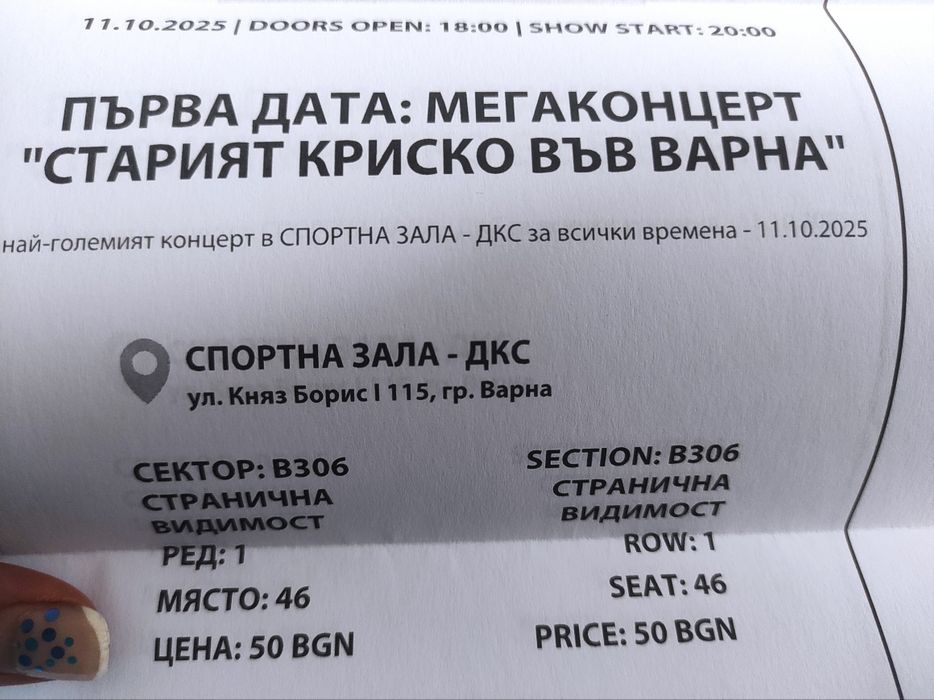 11.10.2025 | DOORS OPEN: 18:00 | SHOW START: 20:00
ПЪРВА ДАТА: МЕГАКОНЦЕРТ
"СТАРИЯТ КРИСКО ВЪВ ВАРНА"
най-големият концерт в СПОРТНА ЗАЛА - ДКС за всички времена - 11.10.2025
СПОРТНА ЗАЛА - ДКС
ул. Княз Борис I 115, гр. Варна
СЕКТОР: B306
СТРАНИЧНА
ВИДИМОСТ
РЕД: 1
МЯСТО: 46
ЦЕНА: 50 BGN
SECTION: B306
СТРАНИЧНА
ВИДИМОСТ
ROW: 1
SEAT: 46
PRICE: 50 BGN